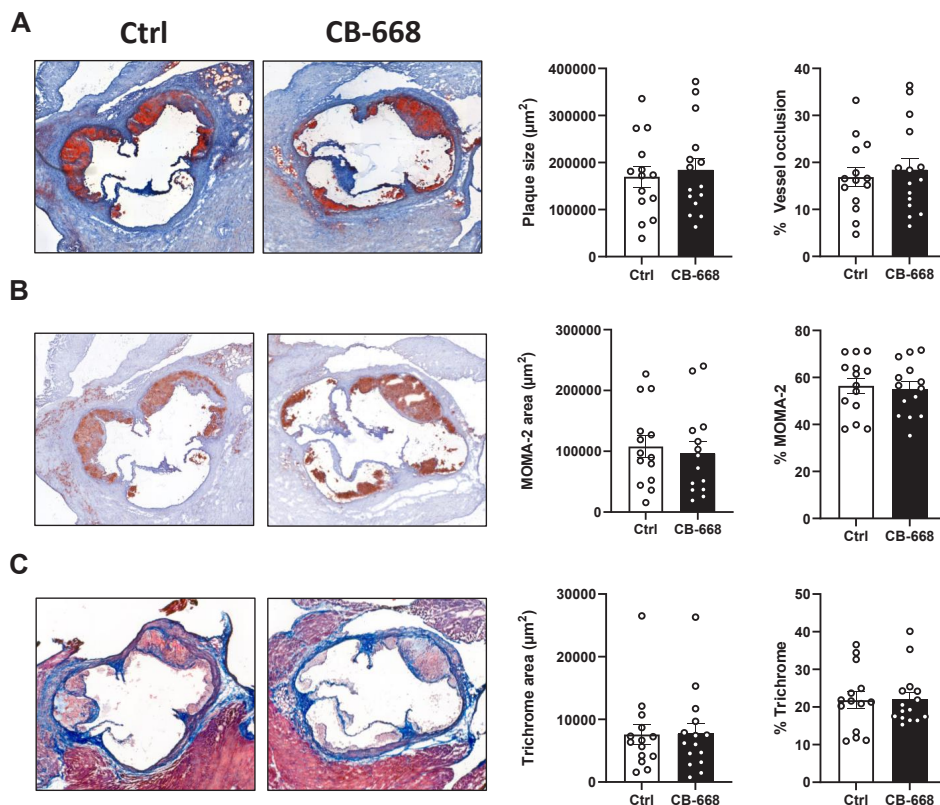 A
Ctrl
CB-668
Plaque size (µm²)
400000
300000
200000
100000
0
Ctrl
CB-668
% Vessel occlusion
40
30
20
10
0
Ctrl
CB-668
B
MOMA-2 area (µm²)
300000
200000
100000
0
Ctrl
CB-668
% MOMA-2
80
60
40
20
0
Ctrl
CB-668
C
Trichrome area (µm²)
30000
20000
10000
0
Ctrl
CB-668
% Trichrome
50
40
30
20
10
0
Ctrl
CB-668